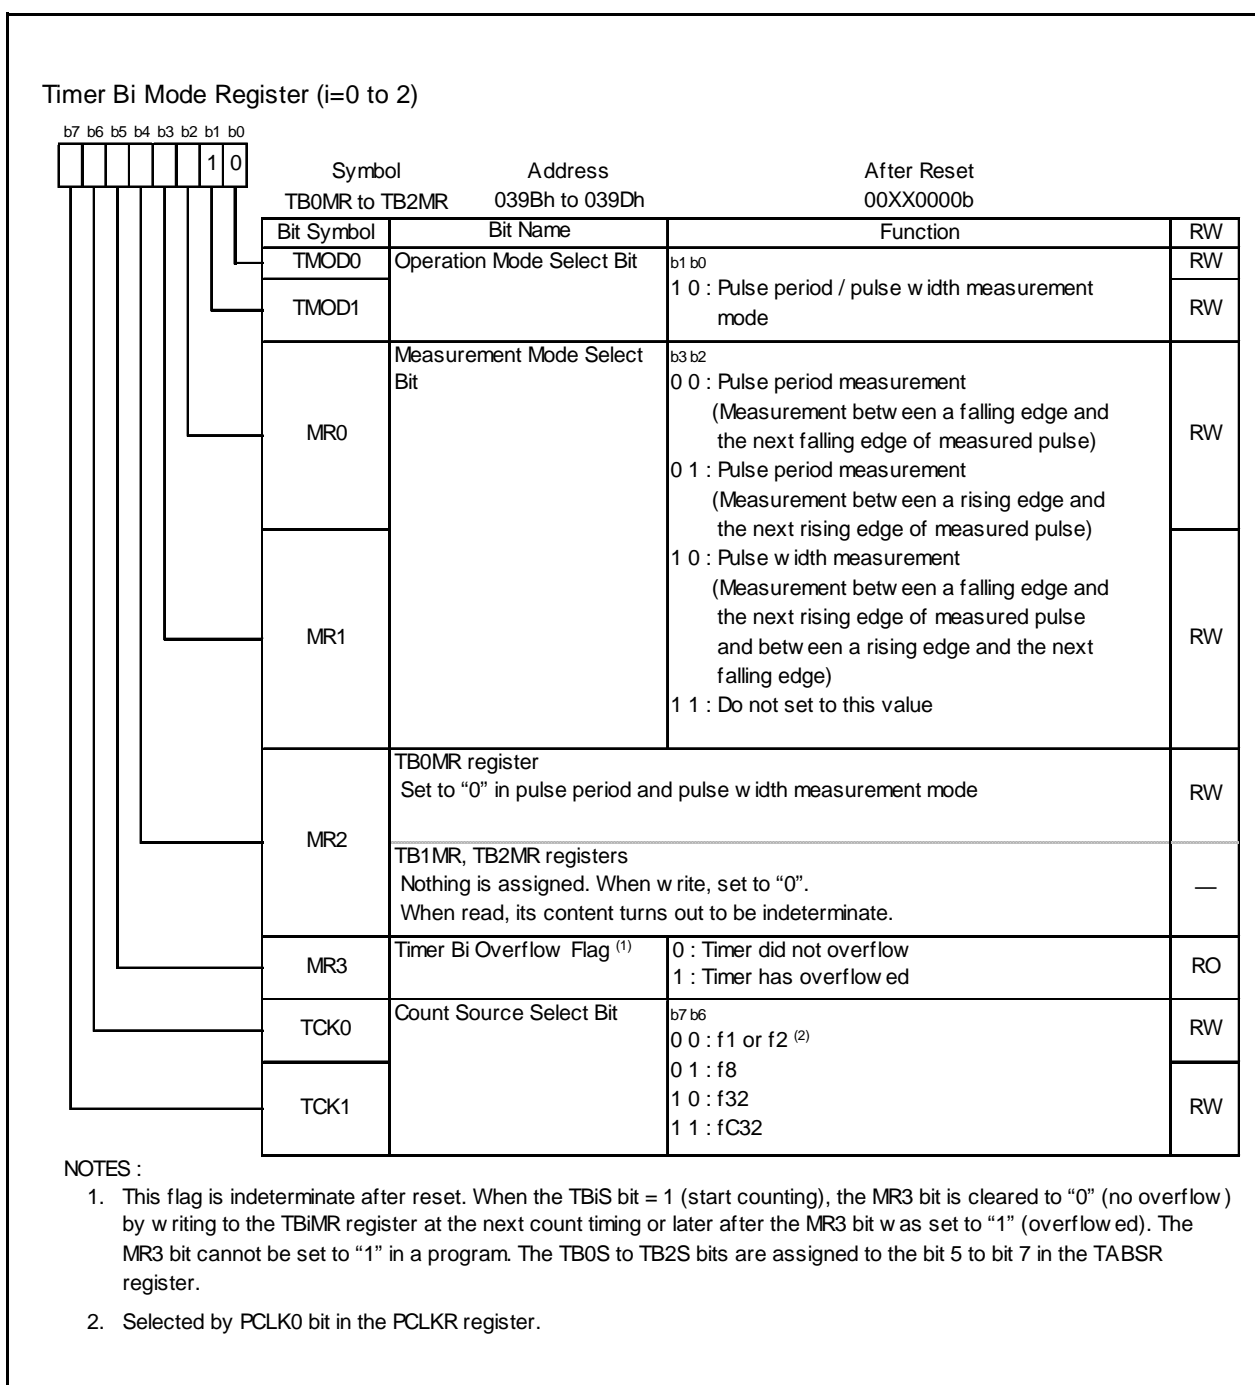 Timer Bi Mode Register (i=0 to 2)
b7 b6 b5 b4 b3 b2 b1 b0
1 0
Symbol Address After Reset
TB0MR to TB2MR 039Bh to 039Dh 00XX0000b
Bit Symbol Bit Name Function RW
TMOD0 Operation Mode Select Bit b1 b0 RW
1 0 : Pulse period / pulse width measurement
TMOD1 mode RW
Measurement Mode Select b3 b2
Bit 0 0 : Pulse period measurement
(Measurement between a falling edge and
MR0 the next falling edge of measured pulse) RW
0 1 : Pulse period measurement
(Measurement between a rising edge and
the next rising edge of measured pulse)
1 0 : Pulse width measurement
(Measurement between a falling edge and
the next rising edge of measured pulse
MR1 and between a rising edge and the next RW
falling edge)
1 1 : Do not set to this value
TB0MR register
Set to “0” in pulse period and pulse width measurement mode RW
MR2
TB1MR, TB2MR registers
Nothing is assigned. When write, set to “0”. —
When read, its content turns out to be indeterminate.
Timer Bi Overflow Flag (1) 0 : Timer did not overflow
MR3 1 : Timer has overflowed RO
Count Source Select Bit b7 b6
TCK0 0 0 : f1 or f2 (2) RW
0 1 : f8
TCK1 1 0 : f32 RW
1 1 : fC32
NOTES :
1. This flag is indeterminate after reset. When the TBiS bit = 1 (start counting), the MR3 bit is cleared to “0” (no overflow)
by writing to the TBiMR register at the next count timing or later after the MR3 bit was set to “1” (overflowed). The
MR3 bit cannot be set to “1” in a program. The TB0S to TB2S bits are assigned to the bit 5 to bit 7 in the TABSR
register.
2. Selected by PCLK0 bit in the PCLKR register.